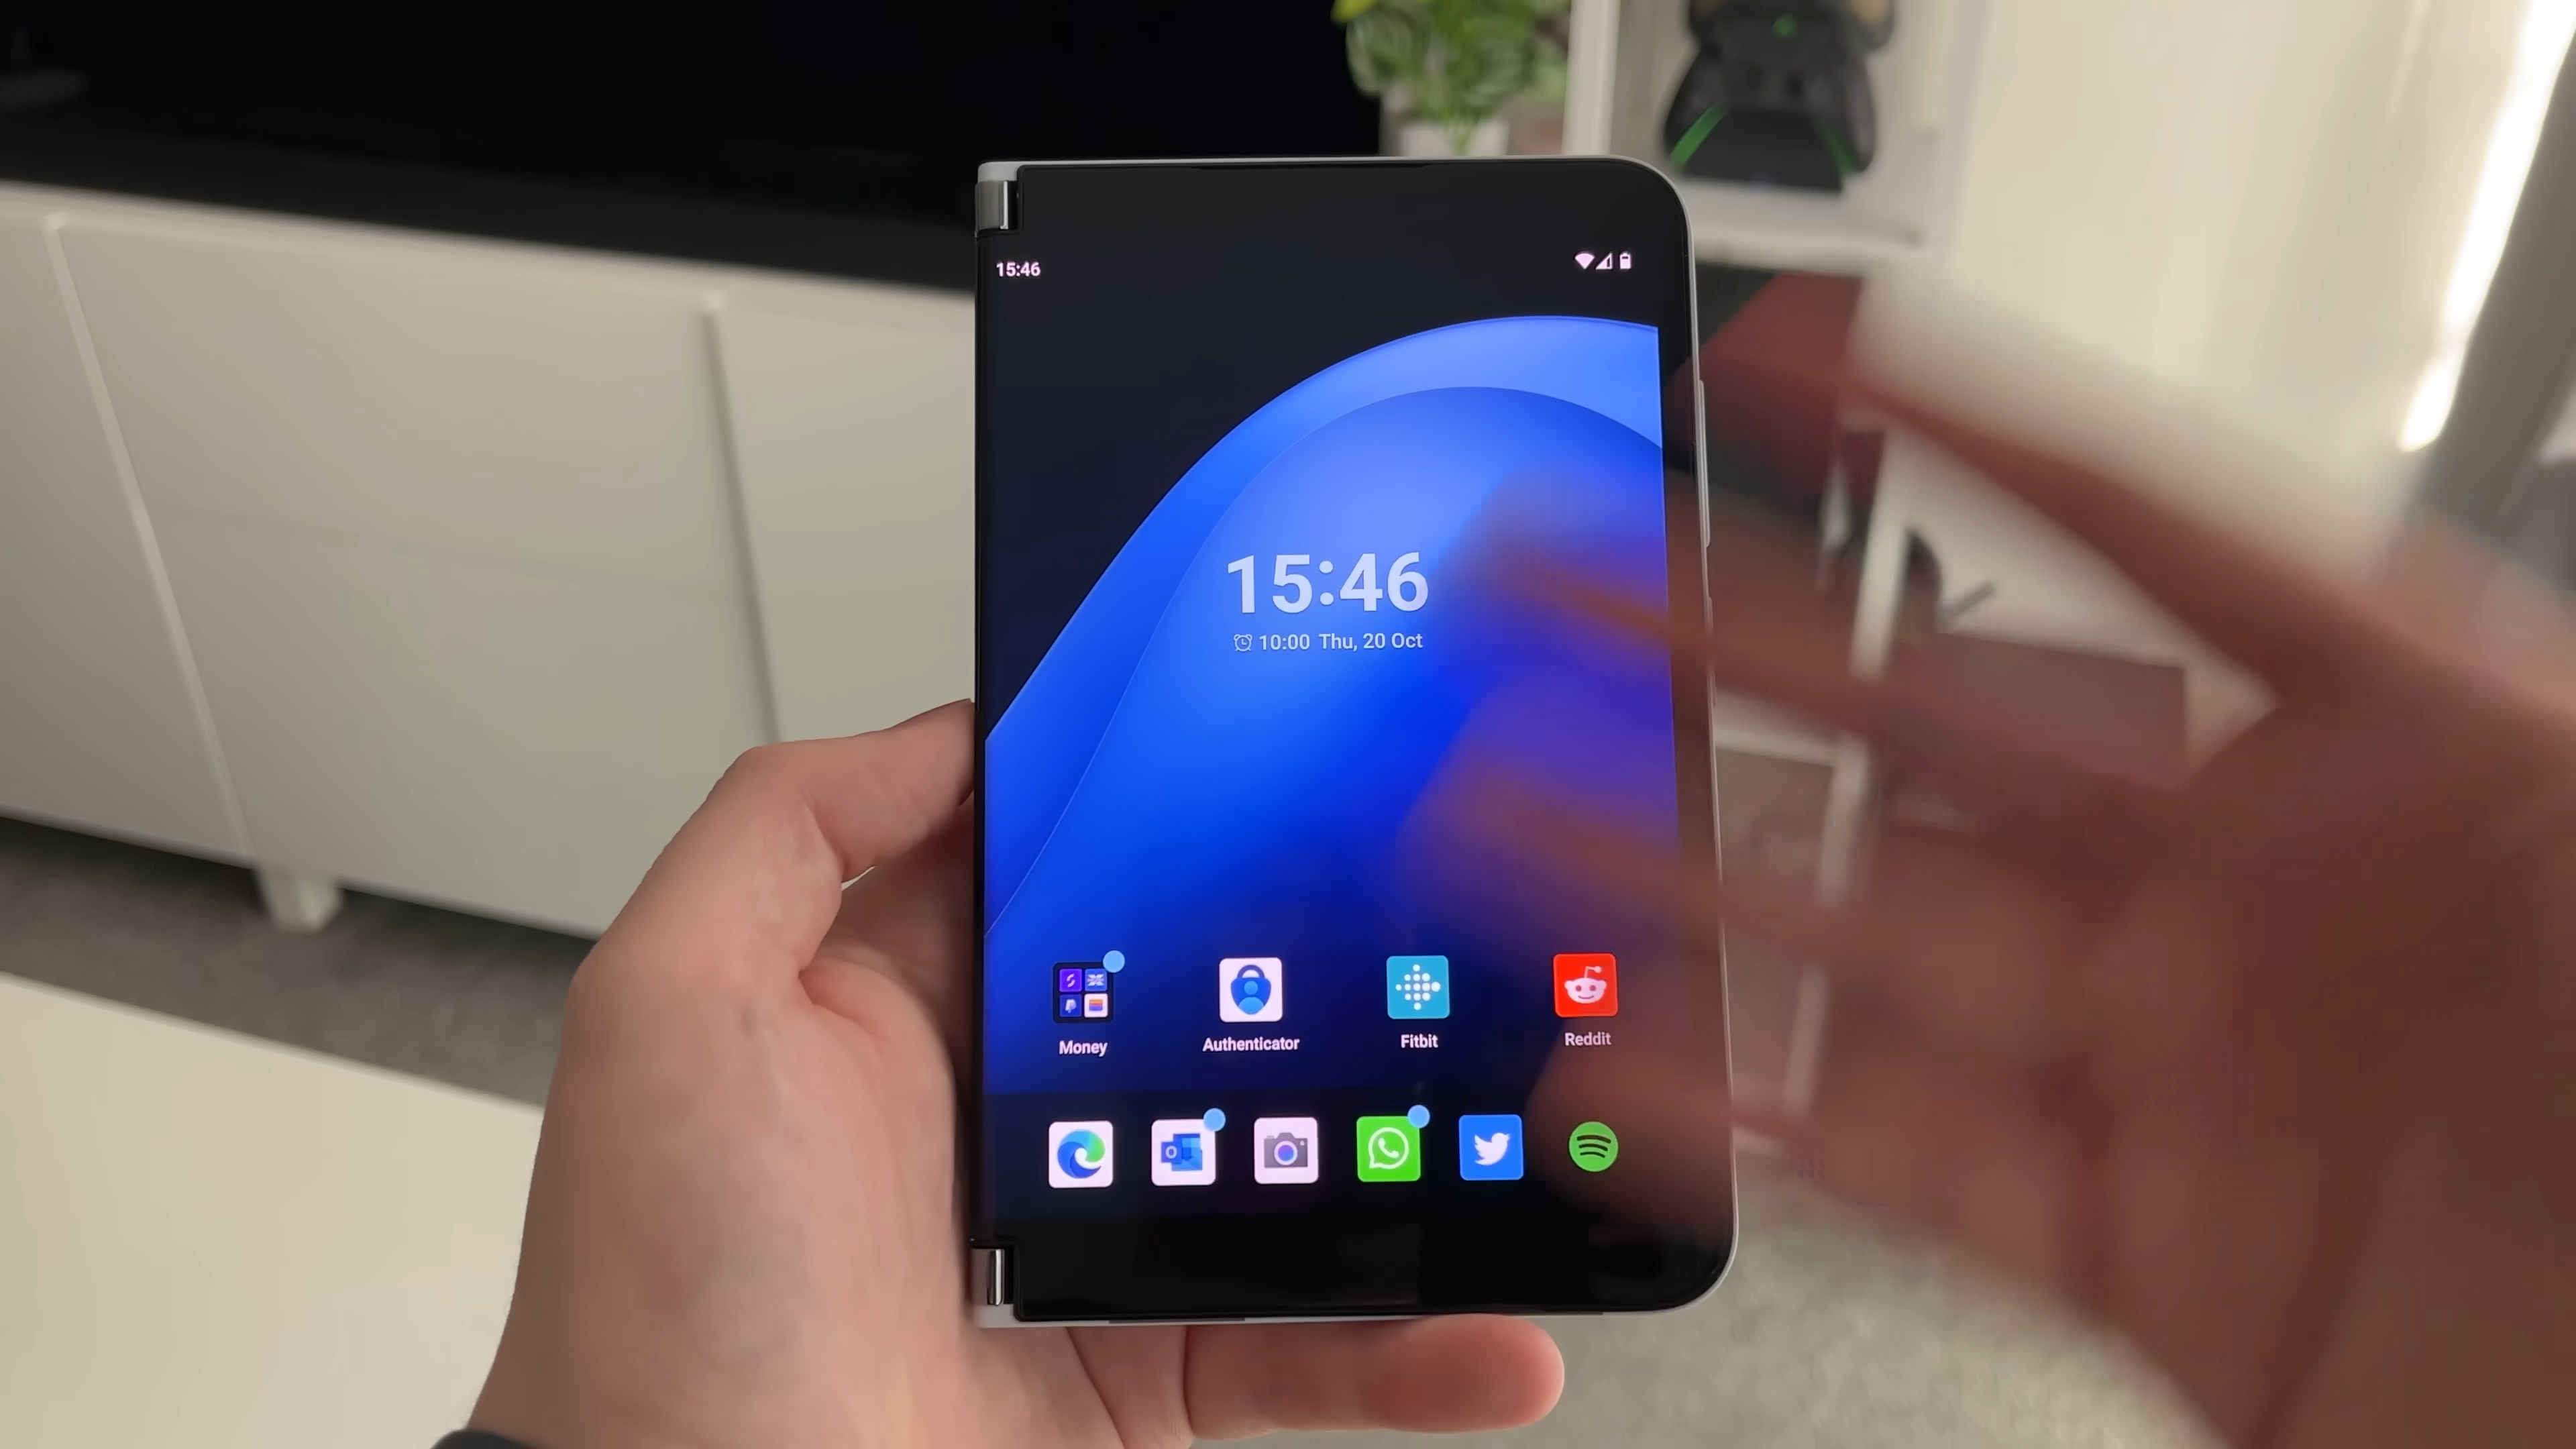 15:46
15:46
10:00 Thu, 20 Oct
Money
Authenticator
Fitbit
Reddit